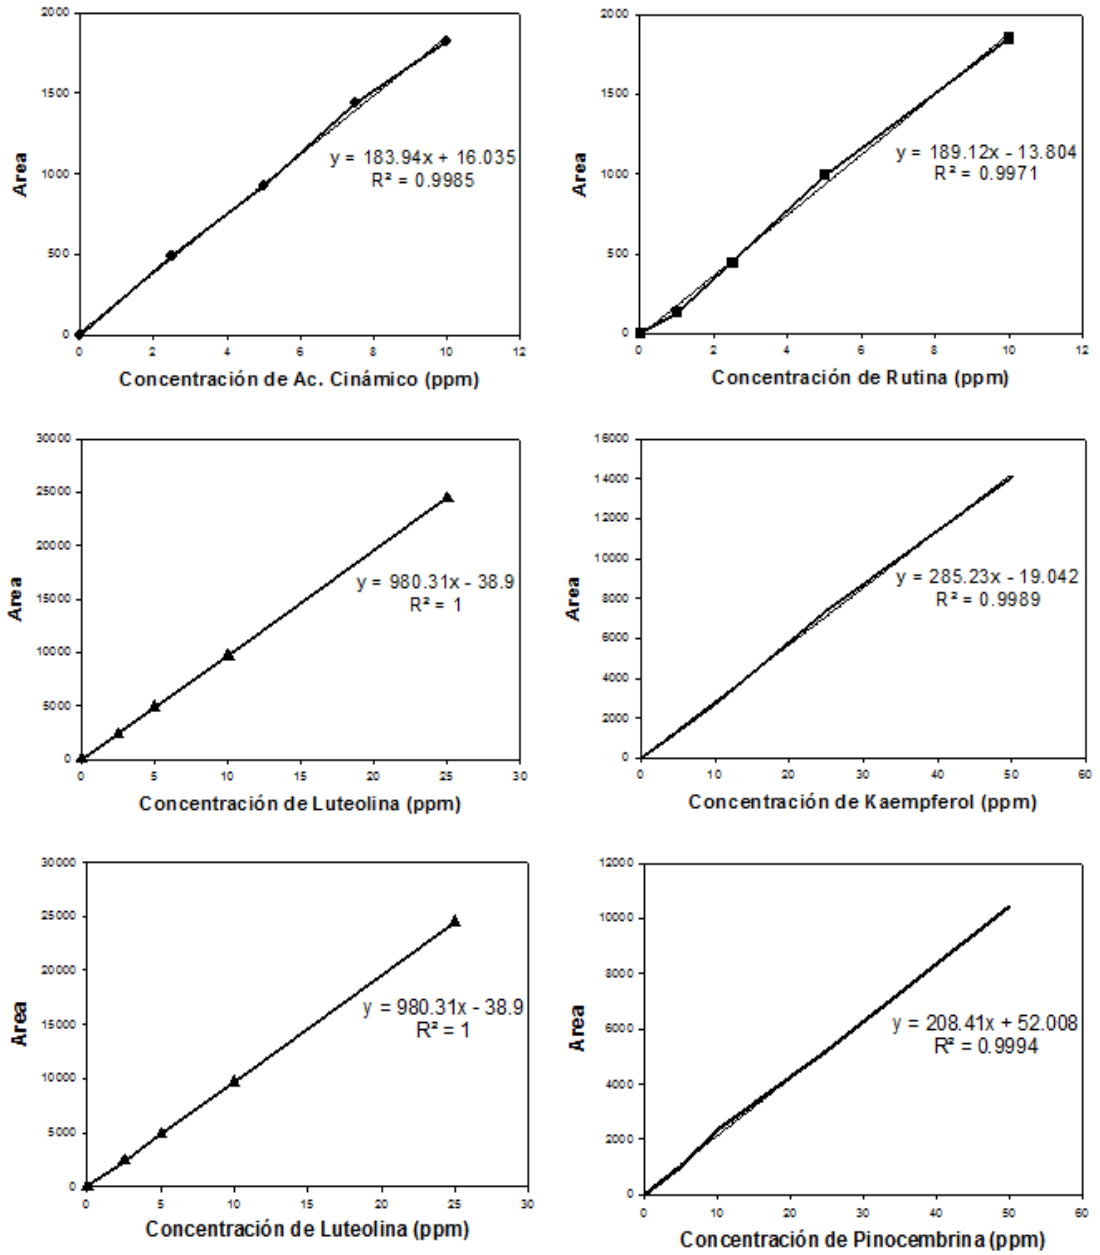 2000
1500
1000
500
0
Area
y = 183.94x + 16.035
R² = 0.9985
0 2 4 6 8 10 12
Concentración de Ac. Cinámico (ppm)
2000
1500
1000
500
0
Area
y = 189.12x - 13.804
R² = 0.9971
0 2 4 6 8 10 12
Concentración de Rutina (ppm)
30000
25000
20000
15000
10000
5000
0
Area
y = 980.31x - 38.9
R² = 1
0 5 10 15 20 25 30
Concentración de Luteolina (ppm)
16000
14000
12000
10000
8000
6000
4000
2000
0
Area
y = 285.23x - 19.042
R² = 0.9989
0 10 20 30 40 50 60
Concentración de Kaempferol (ppm)
30000
25000
20000
15000
10000
5000
0
Area
y = 980.31x - 38.9
R² = 1
0 5 10 15 20 25 30
Concentración de Luteolina (ppm)
12000
10000
8000
6000
4000
2000
0
Area
y = 208.41x + 52.008
R² = 0.9994
0 10 20 30 40 50 60
Concentración de Pinocembrina (ppm)